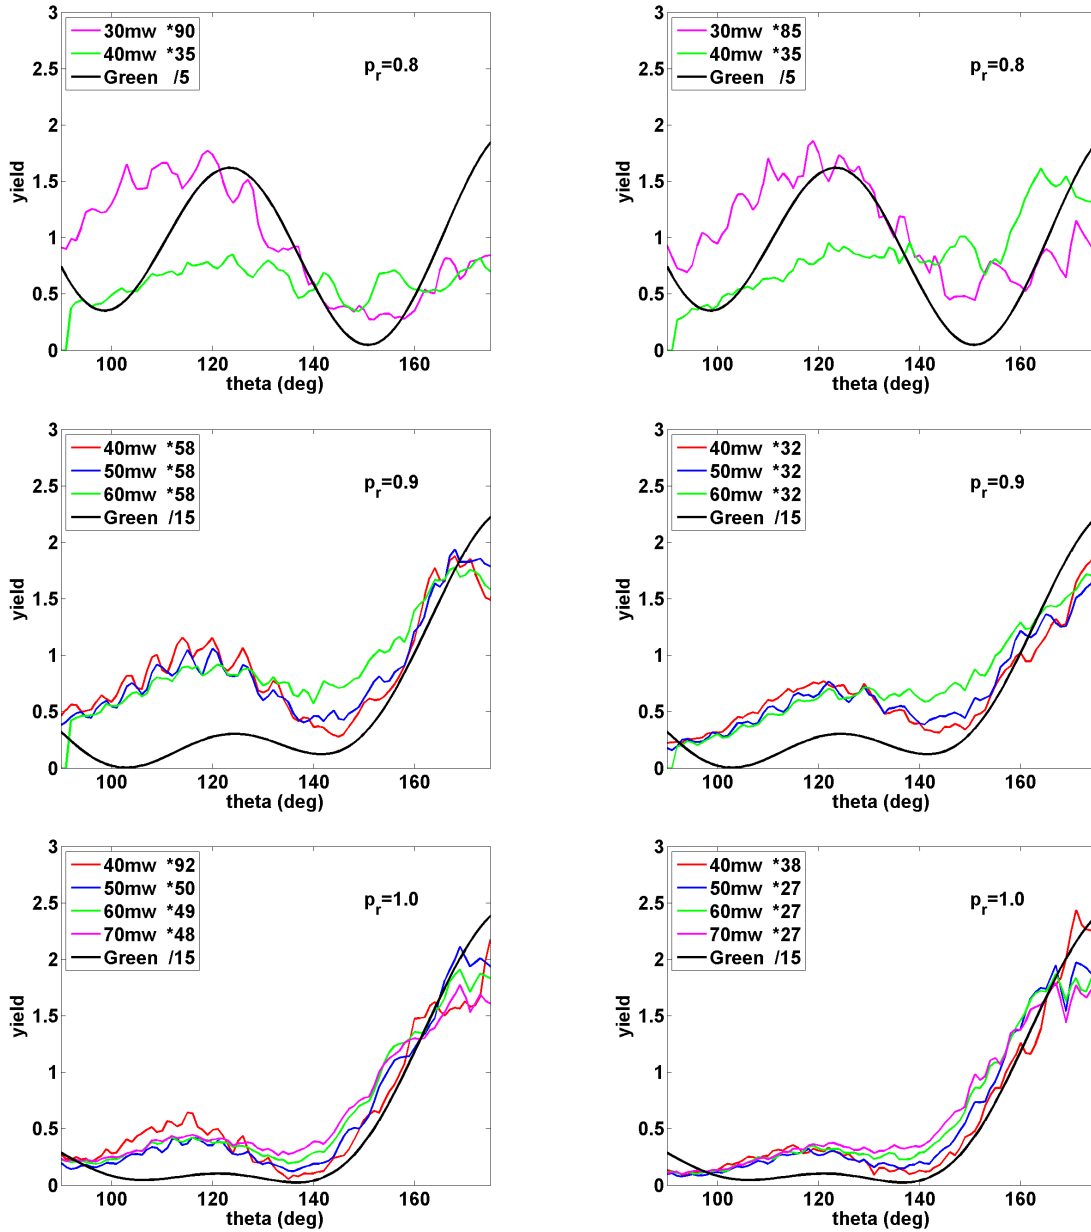 3
2.5
2
1.5
1
0.5
0
yield
30mw *90
40mw *35
Green /5
p_r=0.8
100 120 140 160
theta (deg)
3
2.5
2
1.5
1
0.5
0
yield
30mw *85
40mw *35
Green /5
p_r=0.8
100 120 140 160
theta (deg)
3
2.5
2
1.5
1
0.5
0
yield
40mw *58
50mw *58
60mw *58
Green /15
p_r=0.9
100 120 140 160
theta (deg)
3
2.5
2
1.5
1
0.5
0
yield
40mw *32
50mw *32
60mw *32
Green /15
p_r=0.9
100 120 140 160
theta (deg)
3
2.5
2
1.5
1
0.5
0
yield
40mw *92
50mw *50
60mw *49
70mw *48
Green /15
p_r=1.0
100 120 140 160
theta (deg)
3
2.5
2
1.5
1
0.5
0
yield
40mw *38
50mw *27
60mw *27
70mw *27
Green /15
p_r=1.0
100 120 140 160
theta (deg)